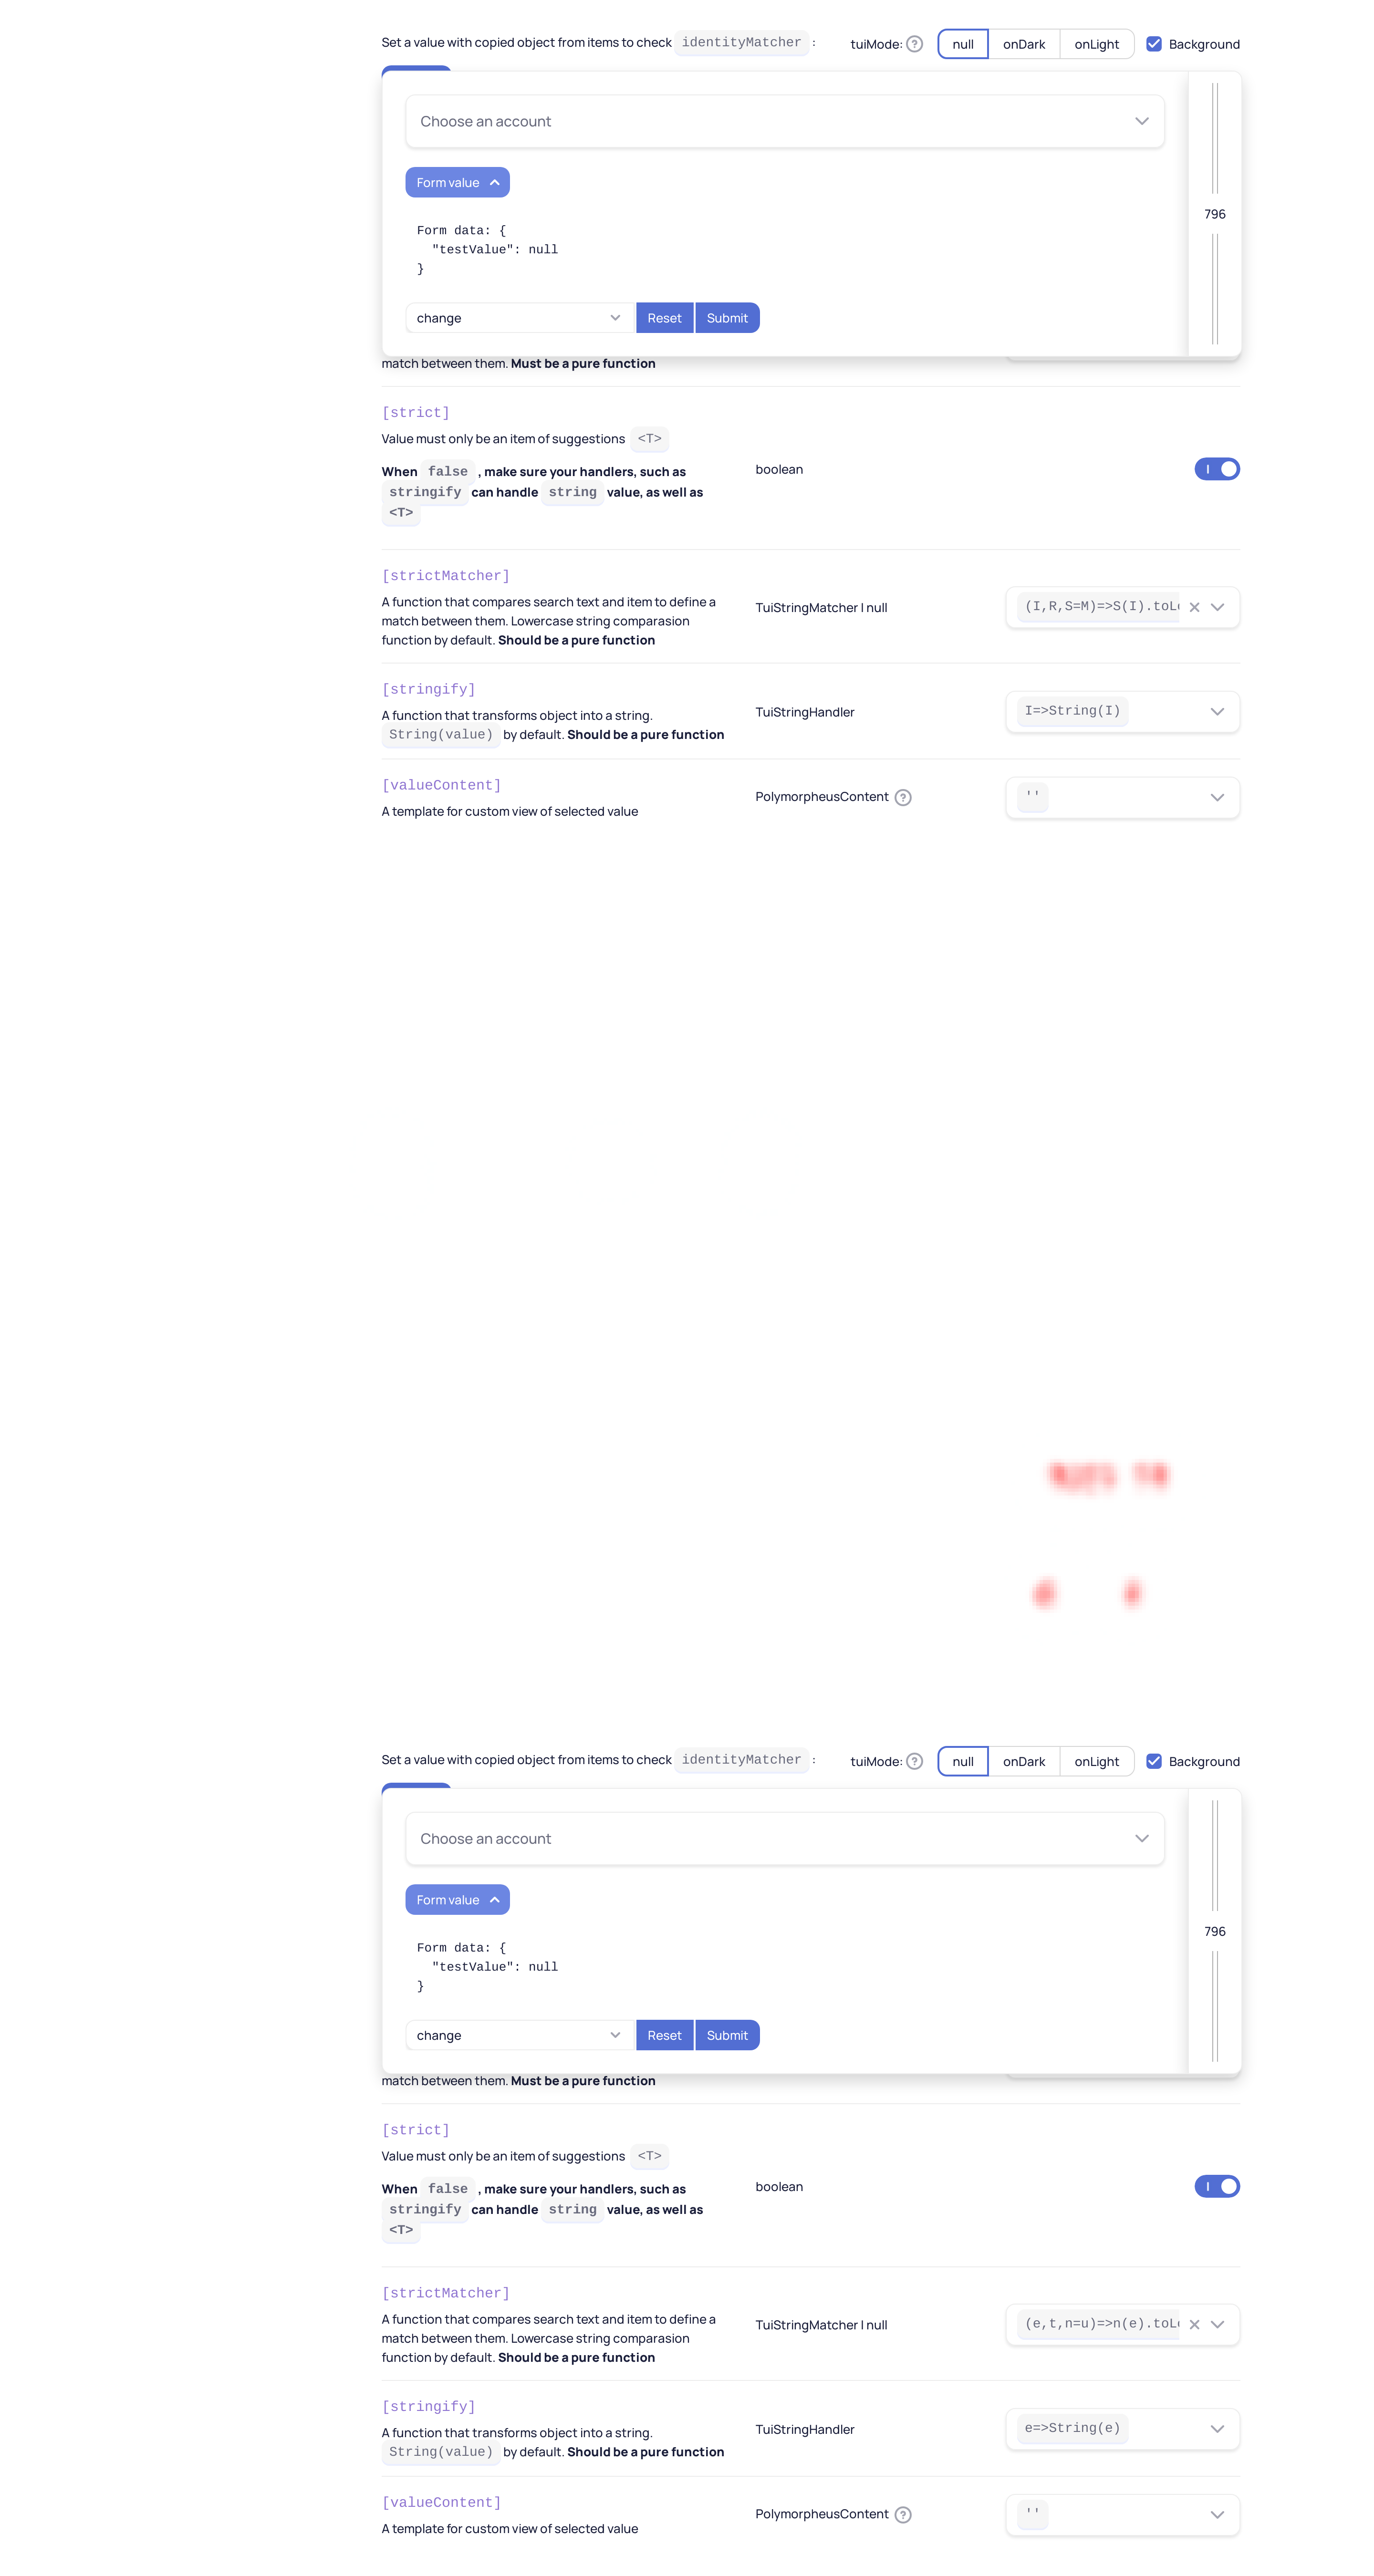 Set a value with copied object from items to check identityMatcher : tuiMode: ? null onDark onLight Background
Choose an account
Form value
796
Form data: {
"testValue": null
}
change Reset Submit
match between them. Must be a pure function
[strict]
Value must only be an item of suggestions <T>
When false , make sure your handlers, such as
stringify can handle string value, as well as
<T>
boolean
[strictMatcher]
A function that compares search text and item to define a
match between them. Lowercase string comparasion
function by default. Should be a pure function
TuiStringMatcher | null
(I,R,S=M)=>S(I).toL
[stringify]
A function that transforms object into a string.
String(value) by default. Should be a pure function
TuiStringHandler
I=>String(I)
[valueContent]
A template for custom view of selected value
PolymorpheusContent ?
''
Set a value with copied object from items to check identityMatcher : tuiMode: ? null onDark onLight Background
Choose an account
Form value
796
Form data: {
"testValue": null
}
change Reset Submit
match between them. Must be a pure function
[strict]
Value must only be an item of suggestions <T>
When false , make sure your handlers, such as
stringify can handle string value, as well as
<T>
boolean
[strictMatcher]
A function that compares search text and item to define a
match between them. Lowercase string comparasion
function by default. Should be a pure function
TuiStringMatcher | null
(e,t,n=u)=>n(e).toL
[stringify]
A function that transforms object into a string.
String(value) by default. Should be a pure function
TuiStringHandler
e=>String(e)
[valueContent]
A template for custom view of selected value
PolymorpheusContent ?
''